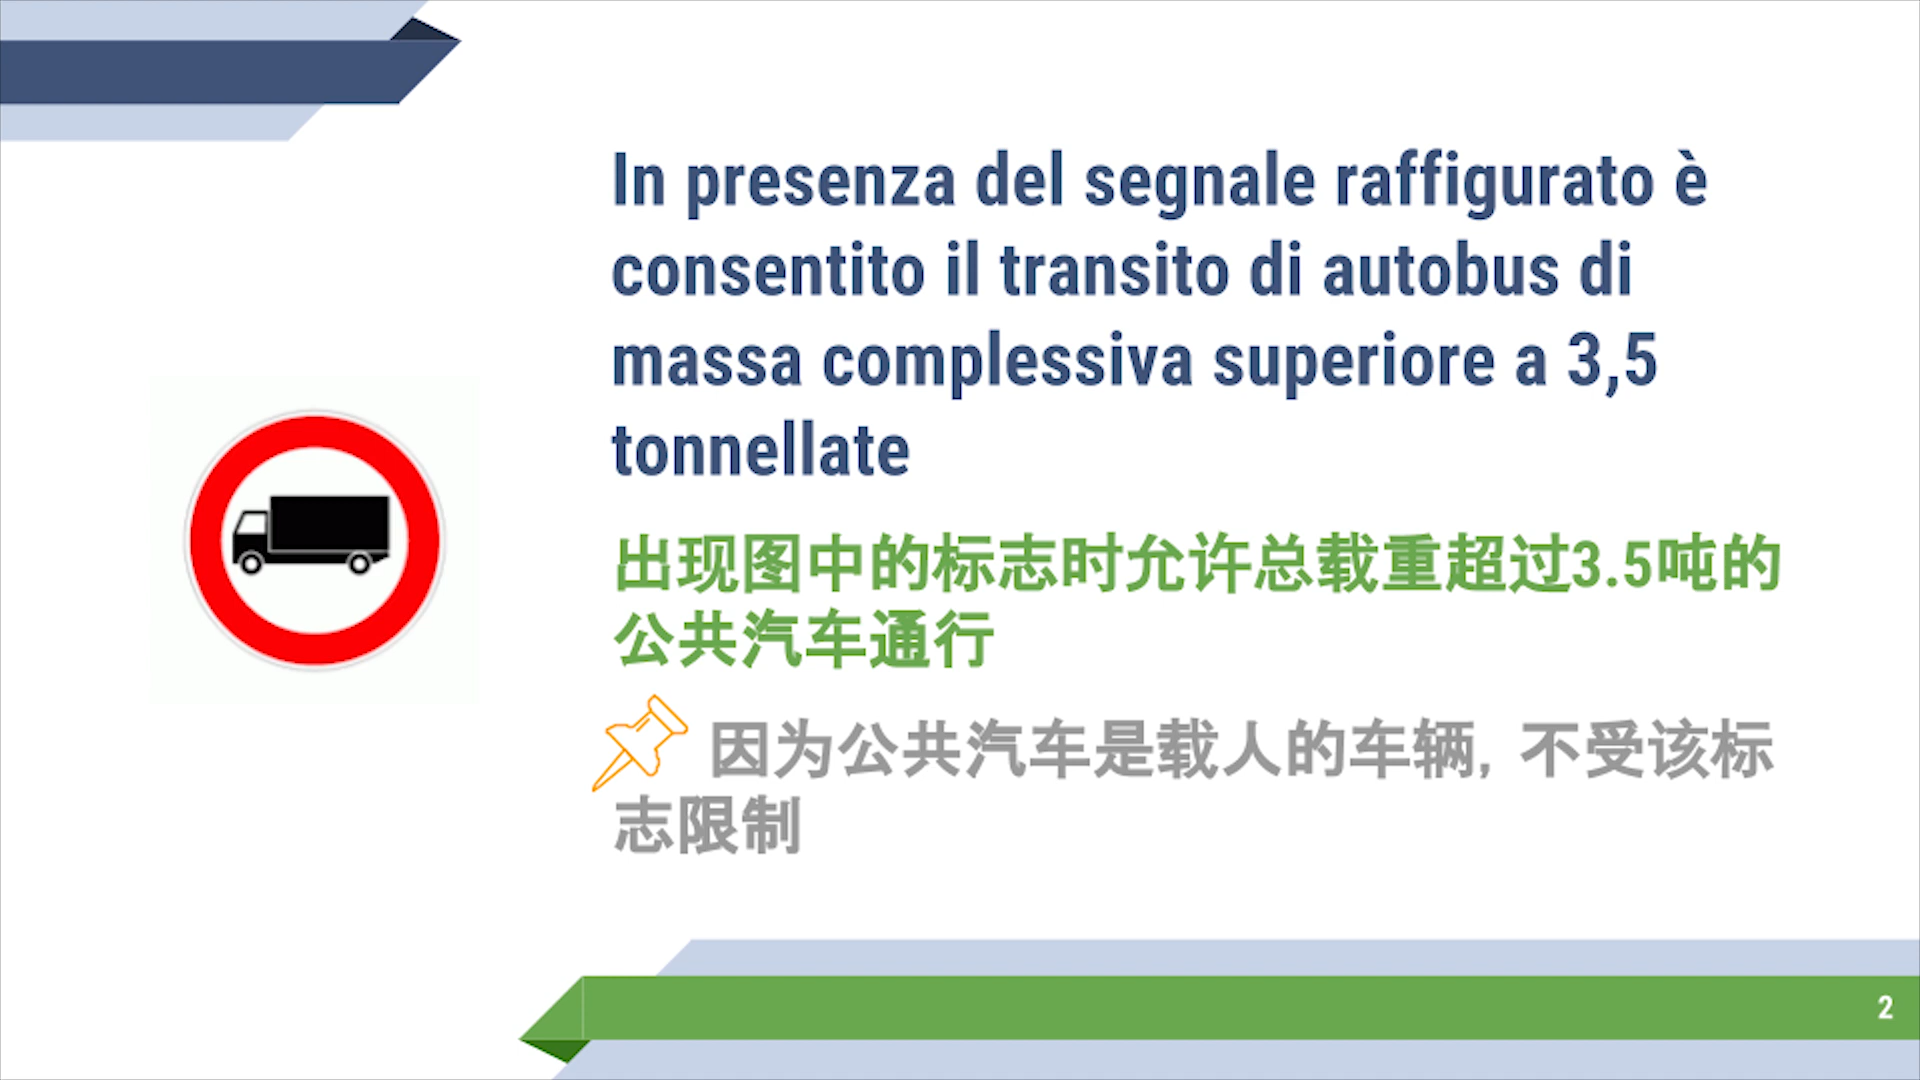 In presenza del segnale raffigurato è
consentito il transito di autobus di
massa complessiva superiore a 3,5
tonnellate
出现图中的标志时允许总载重超过3.5吨的
公共汽车通行
因为公共汽车是载人的车辆, 不受该标
志限制
2